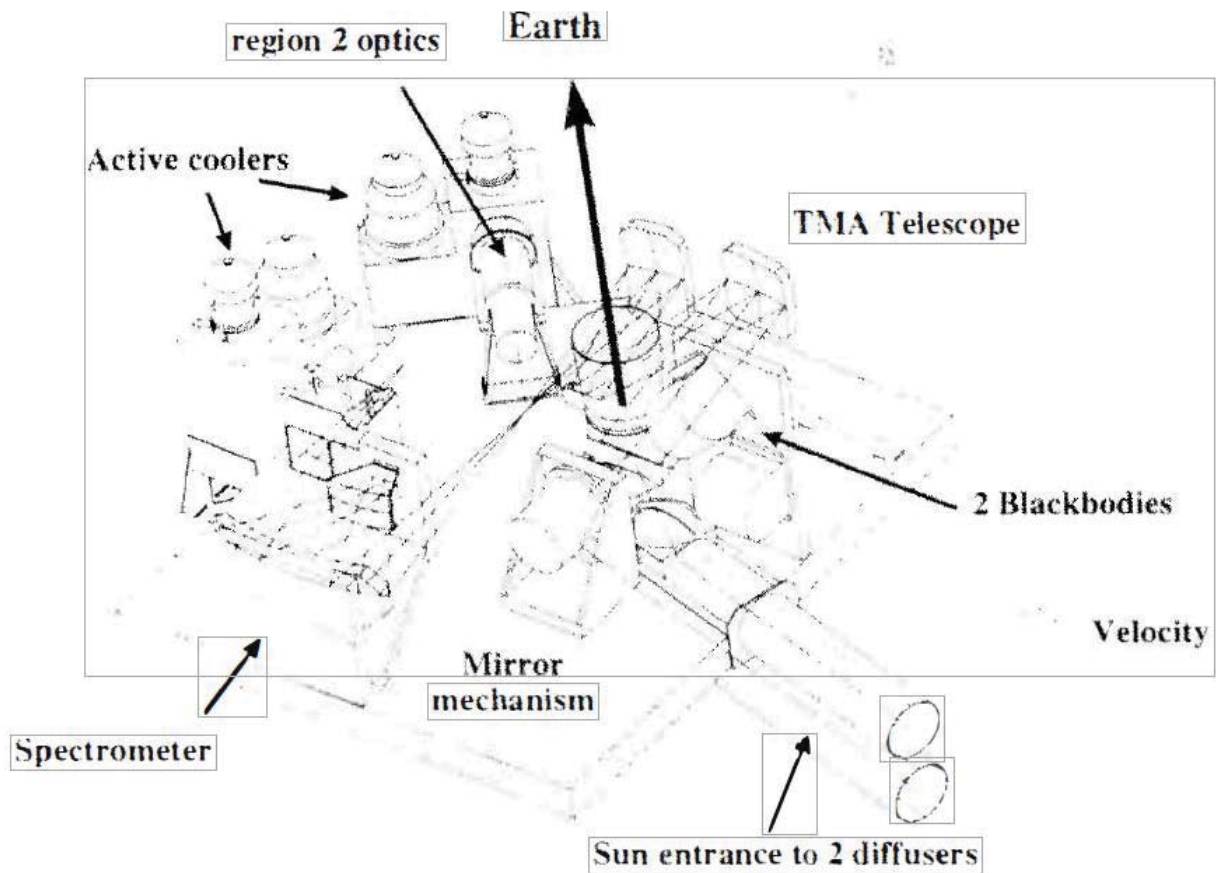 Earth
region 2 optics
Active coolers
TMA Telescope
2 Blackbodies
Velocity
Mirror
mechanism
Spectrometer
Sun entrance to 2 diffusers